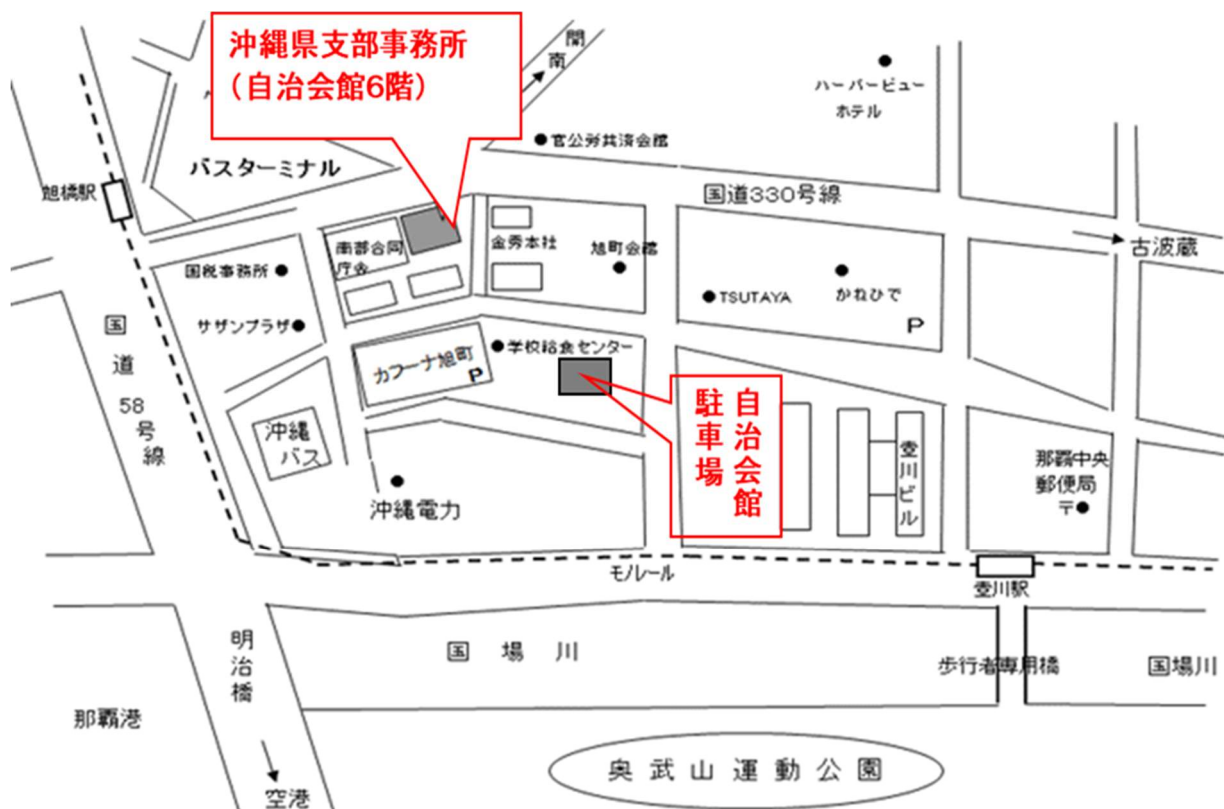 沖縄県支部事務所
（自治会館6階）
開南
ハーバービュー
ホテル
官公労共済会館
バスターミナル
旭橋駅
国道330号線
古波蔵
南部合同
庁舎
金秀本社
旭町会館
国税事務所
TSUTAYA
かねひで
P
サザンプラザ
学校給食センター
カフーナ旭町
P
国道58号線
自治会館
駐車場
沖縄
バス
壺川ビル
那覇中央
郵便局
〒
沖縄電力
モノレール
壺川駅
明治橋
国場川
歩行者専用橋
国場川
那覇港
奥武山運動公園
空港